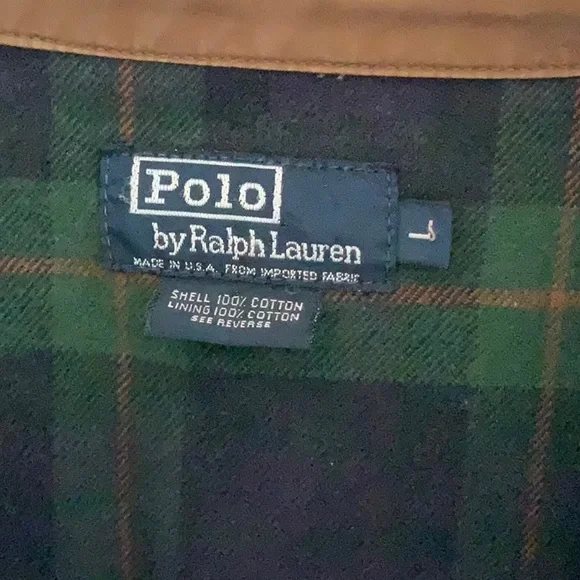 Polo
by Ralph Lauren
MADE IN U.S.A. FROM IMPORTED FABRIC
L
SHELL 100% COTTON
LINING 100% COTTON
SEE REVERSE